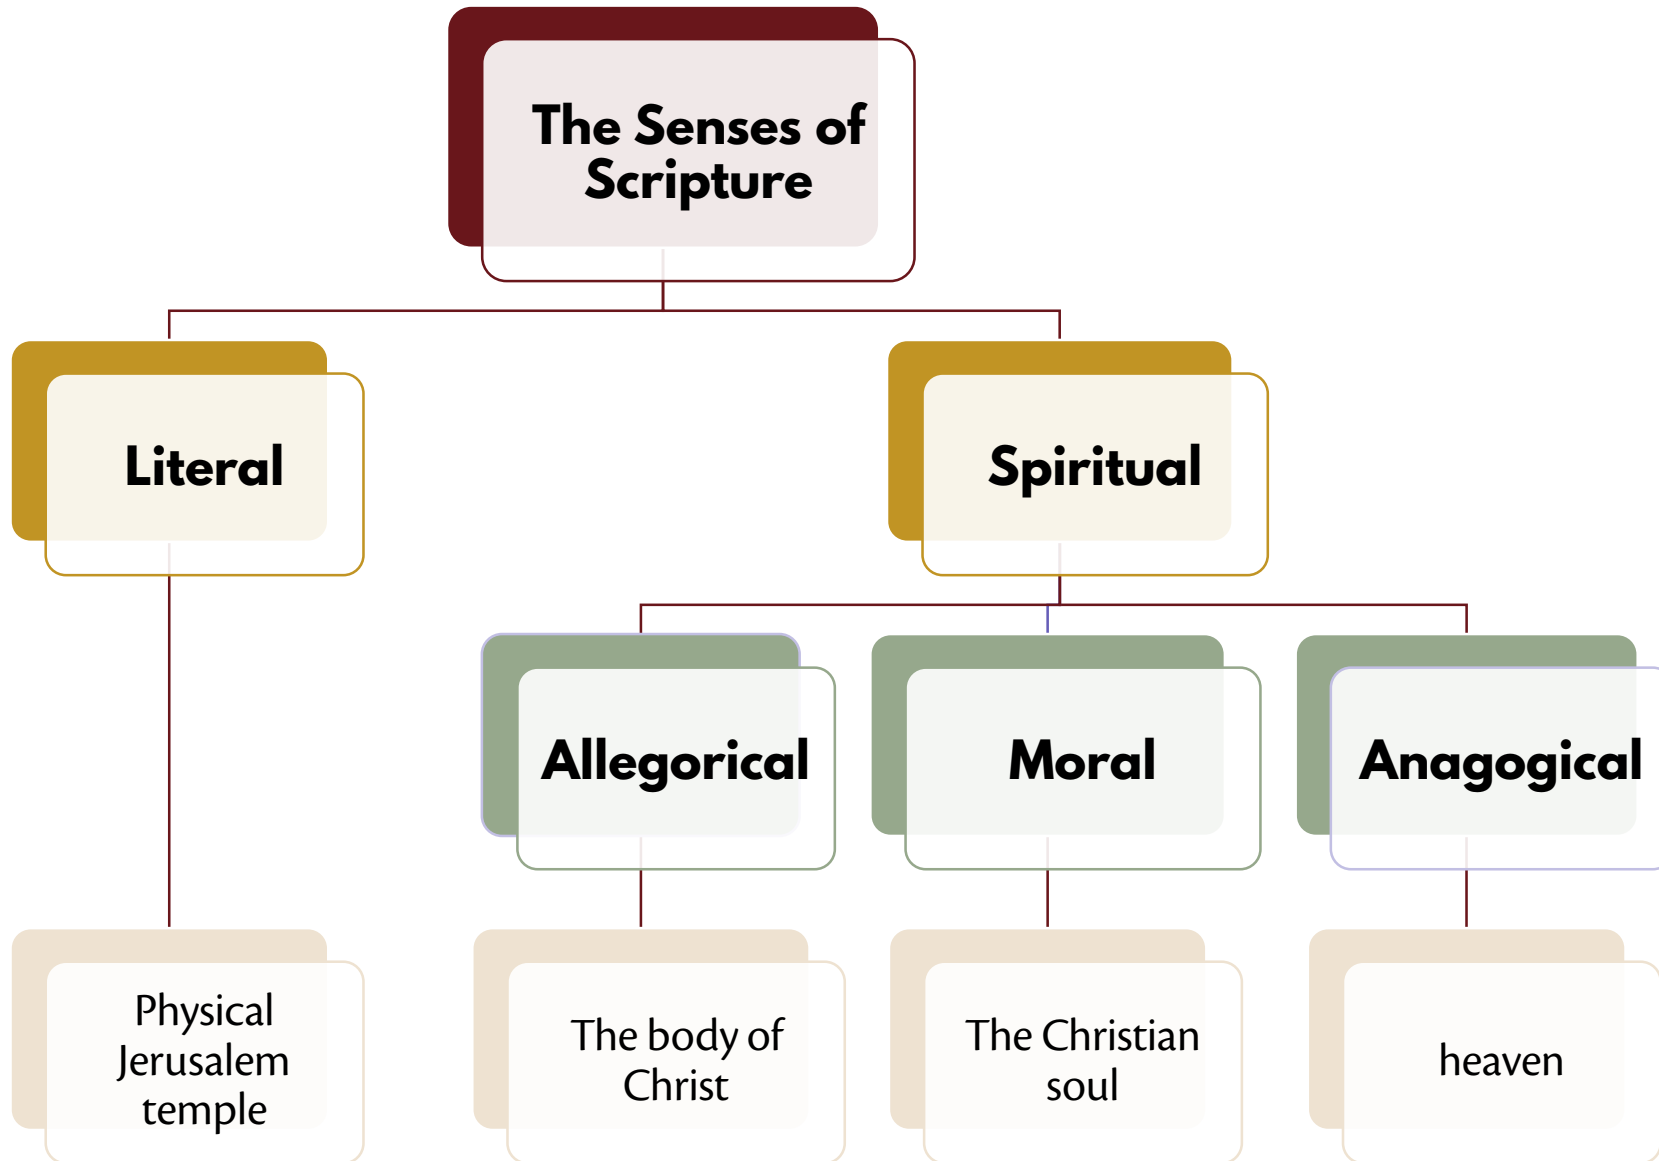 The Senses of
Scripture
Literal
Spiritual
Allegorical
Moral
Anagogical
Physical
Jerusalem
temple
The body of
Christ
The Christian
soul
heaven